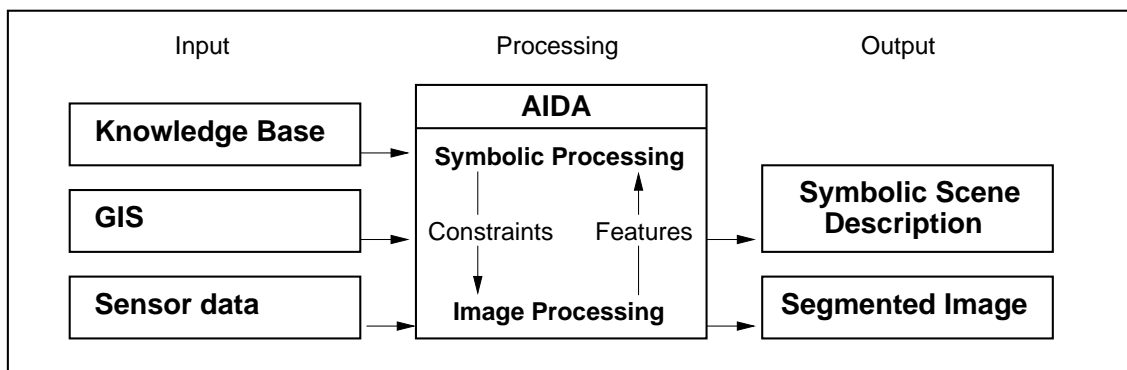 Input
Processing
Output
Knowledge Base
GIS
Sensor data
AIDA
Symbolic Processing
Constraints
Features
Image Processing
Symbolic Scene
Description
Segmented Image